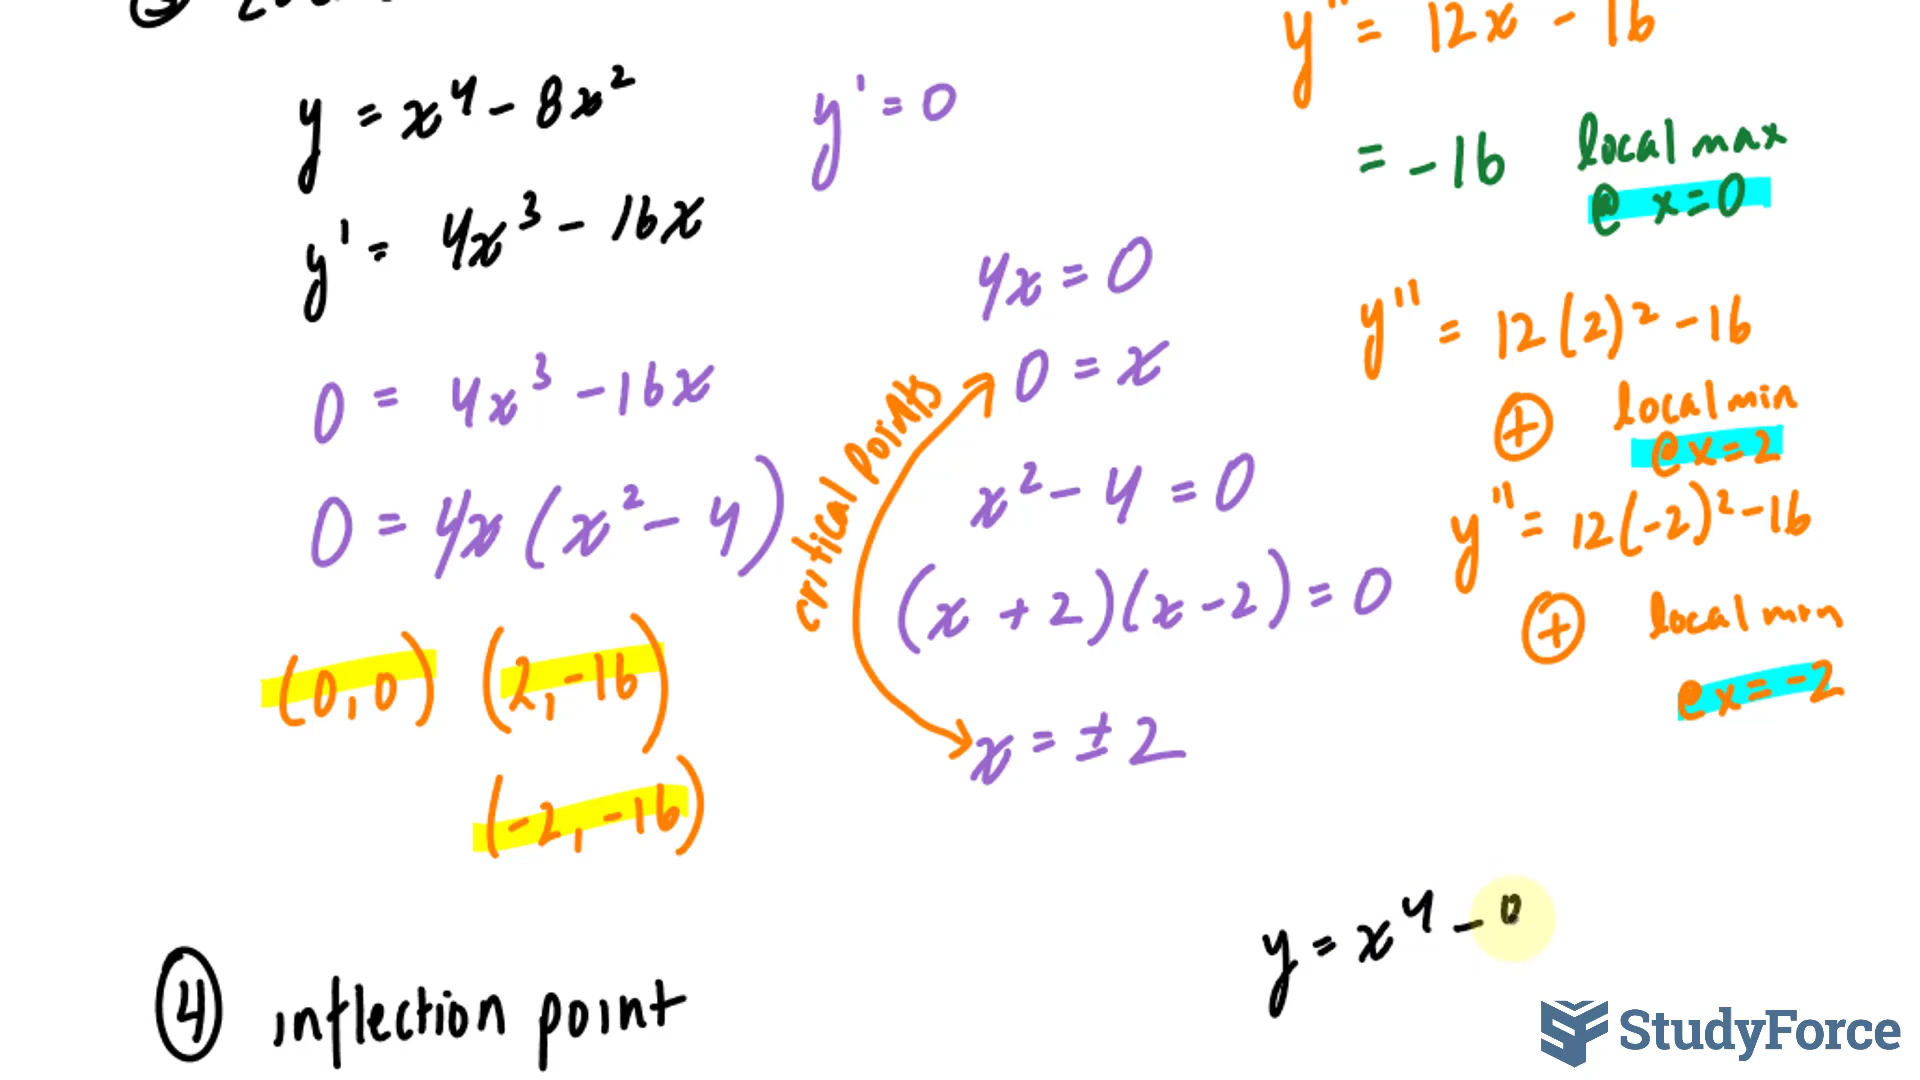 y = x⁴ - 8x²
y' = 4x³ - 16x
0 = 4x³ - 16x
0 = 4x(x² - 4)
(0, 0) (2, -16)
(-2, -16)
y' = 0
4x = 0
0 = x
critical points
x² - 4 = 0
(x + 2)(x - 2) = 0
x = ± 2
y" = 12x - 16
= -16 local max
@ x = 0
y" = 12(2)² - 16
+ local min
@ x = 2
y" = 12(-2)² - 16
+ local min
@ x = -2
④ inflection point
y = x⁴ -
StudyForce